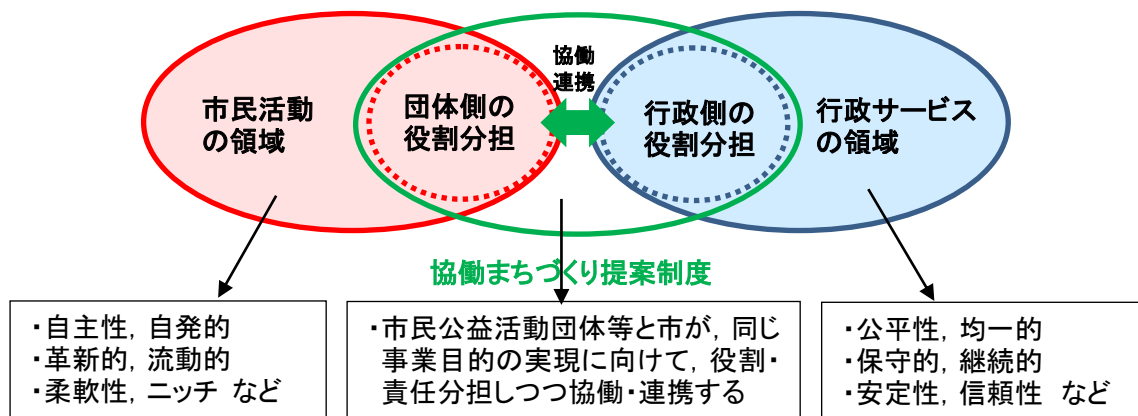 協働
連携
市民活動
の領域
団体側の
役割分担
行政側の
役割分担
行政サービス
の領域
協働まちづくり提案制度
・自主性，自発的
・革新的，流動的
・柔軟性，ニッチ など
・市民公益活動団体等と市が，同じ
事業目的の実現に向けて，役割・
責任分担しつつ協働・連携する
・公平性，均一的
・保守的，継続的
・安定性，信頼性 など